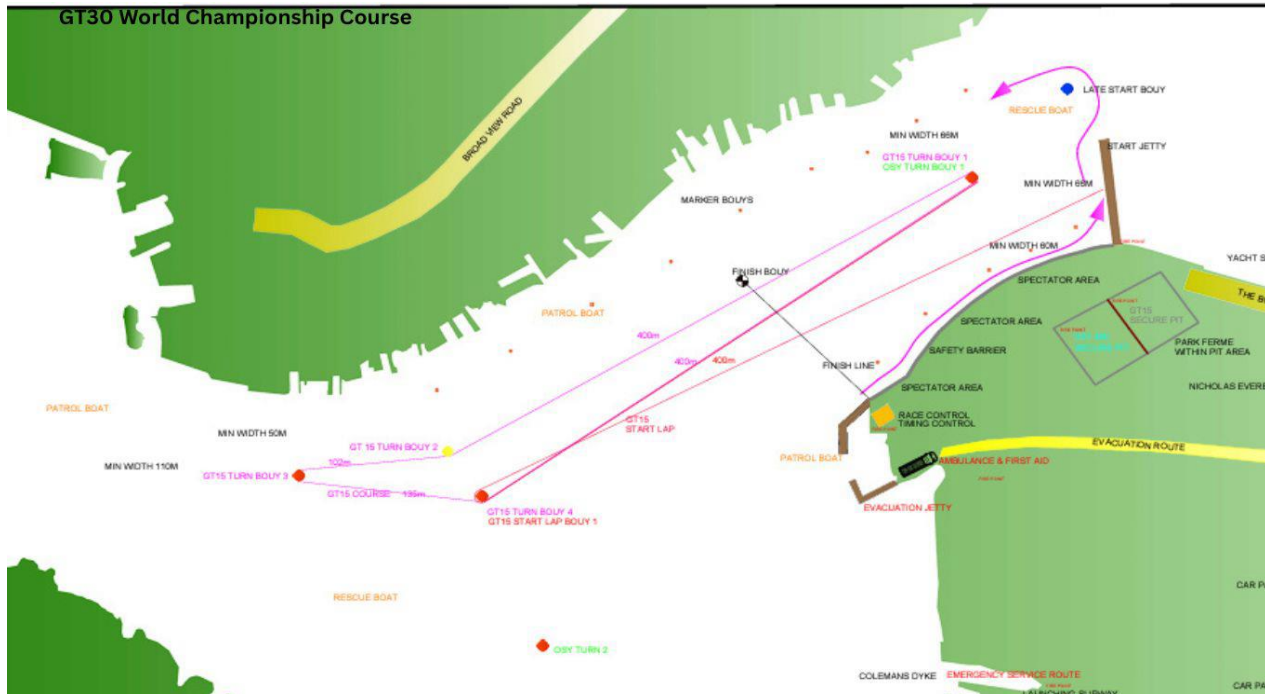 GT30 World Championship Course
BROAD VIEW ROAD
LATE START BOUY
RESCUE BOAT
MIN WIDTH 66M
START JETTY
GT15 TURN BOUY 1
OSY TURN BOUY 1
MIN WIDTH 65M
MARKER BOUYS
MIN WIDTH 60M
FINISH BOUY
SPECTATOR AREA
YACHT S
THE B
PATROL BOAT
GT15
SECURE PIT
SPECTATOR AREA
400m
PARK FERME
WITHIN PIT AREA
SAFETY BARRIER
403m
400m
FINISH LINE
SPECTATOR AREA
NICHOLAS EVERE
PATROL BOAT
GT15
START LAP
RACE CONTROL
TIMING CONTROL
MIN WIDTH 50M
GT 15 TURN BOUY 2
EVACUATION ROUTE
102m
PATROL BOAT
AMBULANCE & FIRST AID
MIN WIDTH 110M
GT15 TURN BOUY 3
GT15 COURSE
135m
EVACUATION JETTY
GT15 TURN BOUY 4
GT15 START LAP BOUY 1
RESCUE BOAT
CAR P
OSY TURN 2
COLEMANS DYKE
EMERGENCY SERVICE ROUTE
CAR PA